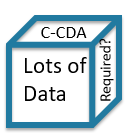 C-CDA
Lots of
Data
Required?